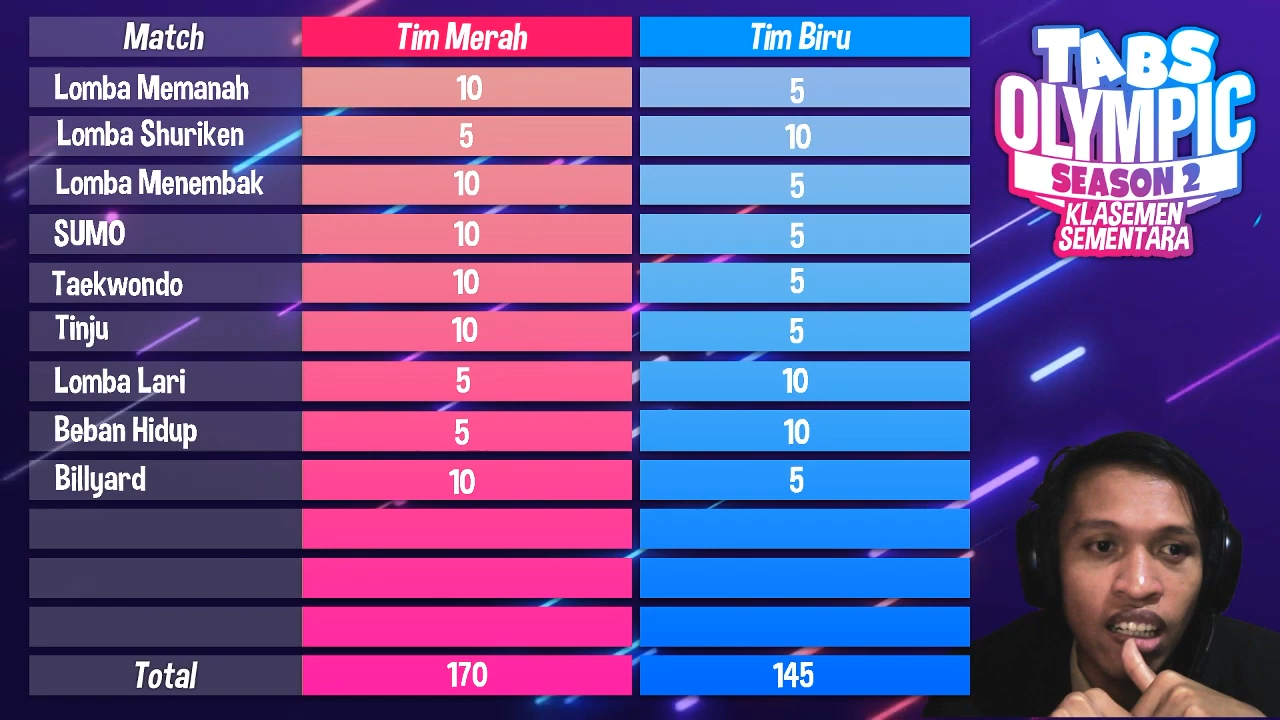 Match Tim Merah Tim Biru
Lomba Memanah 10 5
Lomba Shuriken 5 10
Lomba Menembak 10 5
SUMO 10 5
Taekwondo 10 5
Tinju 10 5
Lomba Lari 5 10
Beban Hidup 5 10
Billyard 10 5
Total 170 145
TABS
OLYMPIC
SEASON 2
KLASEMEN
SEMENTARA